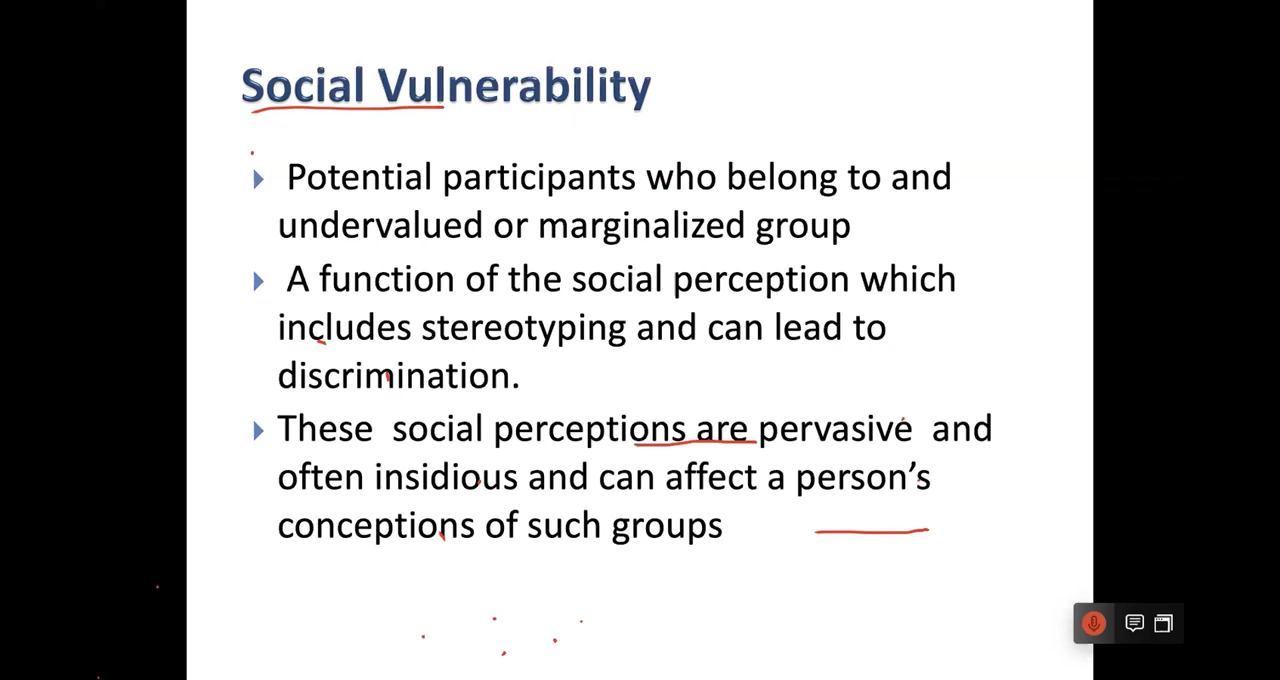 Social Vulnerability
Potential participants who belong to and
undervalued or marginalized group
A function of the social perception which
includes stereotyping and can lead to
discrimination.
These social perceptions are pervasive and
often insidious and can affect a person’s
conceptions of such groups